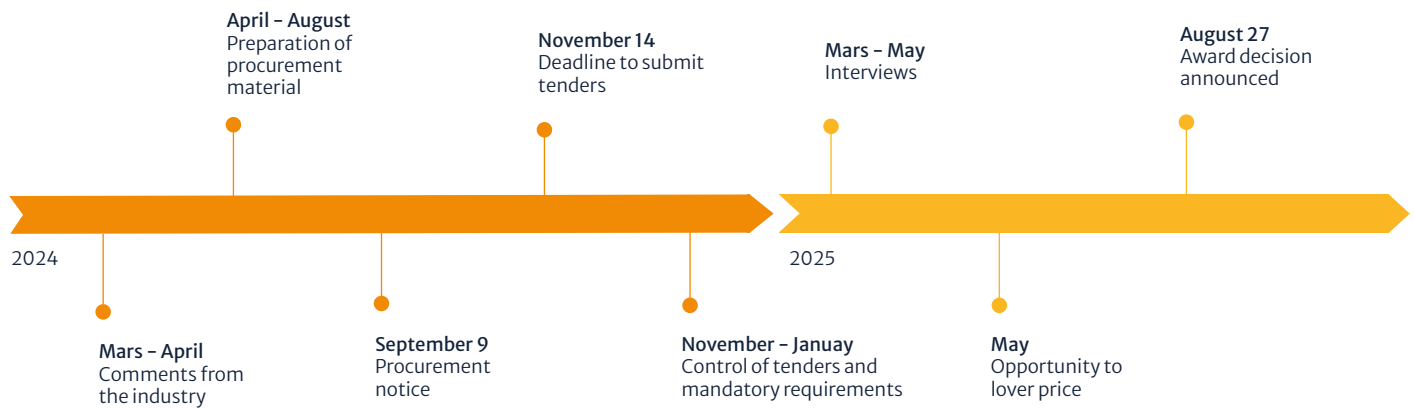 April – August
Preparation of
procurement
material
November 14
Deadline to submit
tenders
Mars – May
Interviews
August 27
Award decision
announced
2024
2025
Mars – April
Comments from
the industry
September 9
Procurement
notice
November – Januay
Control of tenders and
mandatory requirements
May
Opportunity to
lover price